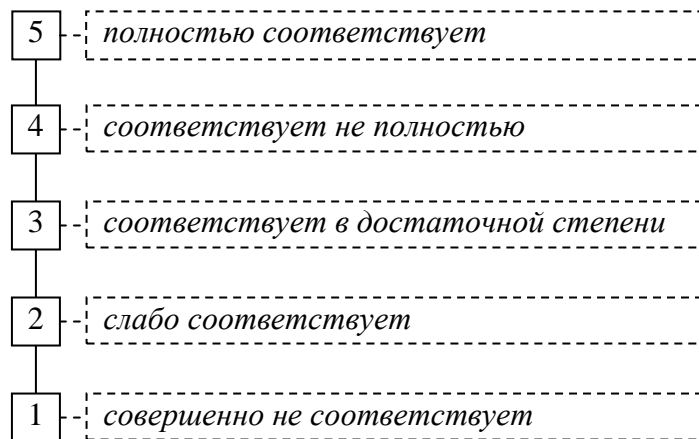 5 полностью соответствует
4 соответствует не полностью
3 соответствует в достаточной степени
2 слабо соответствует
1 совершенно не соответствует